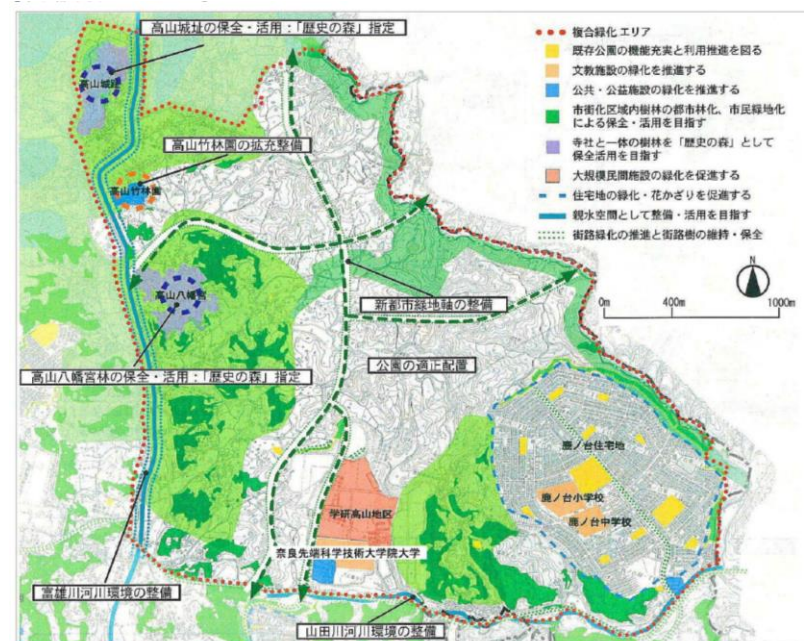 高山城址の保全・活用：「歴史の森」指定
高山城址
高山竹林園の拡充整備
高山竹林園
高山八幡宮
新都市緑地軸の整備
公園の適正配置
高山八幡宮林の保全・活用：「歴史の森」指定
鹿ノ台住宅地
鹿ノ台小学校
鹿ノ台中学校
学研高山地区
奈良先端科学技術大学院大学
富雄川河川環境の整備
山田川河川環境の整備
複合緑化エリア
既存公園の機能充実と利用推進を図る
文教施設の緑化を推進する
公共・公益施設の緑化を推進する
市街化区域内樹林の都市林化、市民緑地化
による保全・活用を目指す
寺社と一体の樹林を「歴史の森」として
保全活用を目指す
大規模民間施設の緑化を促進する
住宅地の緑化・花かざりを促進する
親水空間として整備・活用を目指す
街路緑化の推進と街路樹の維持・保全
N
0m 400m 1000m